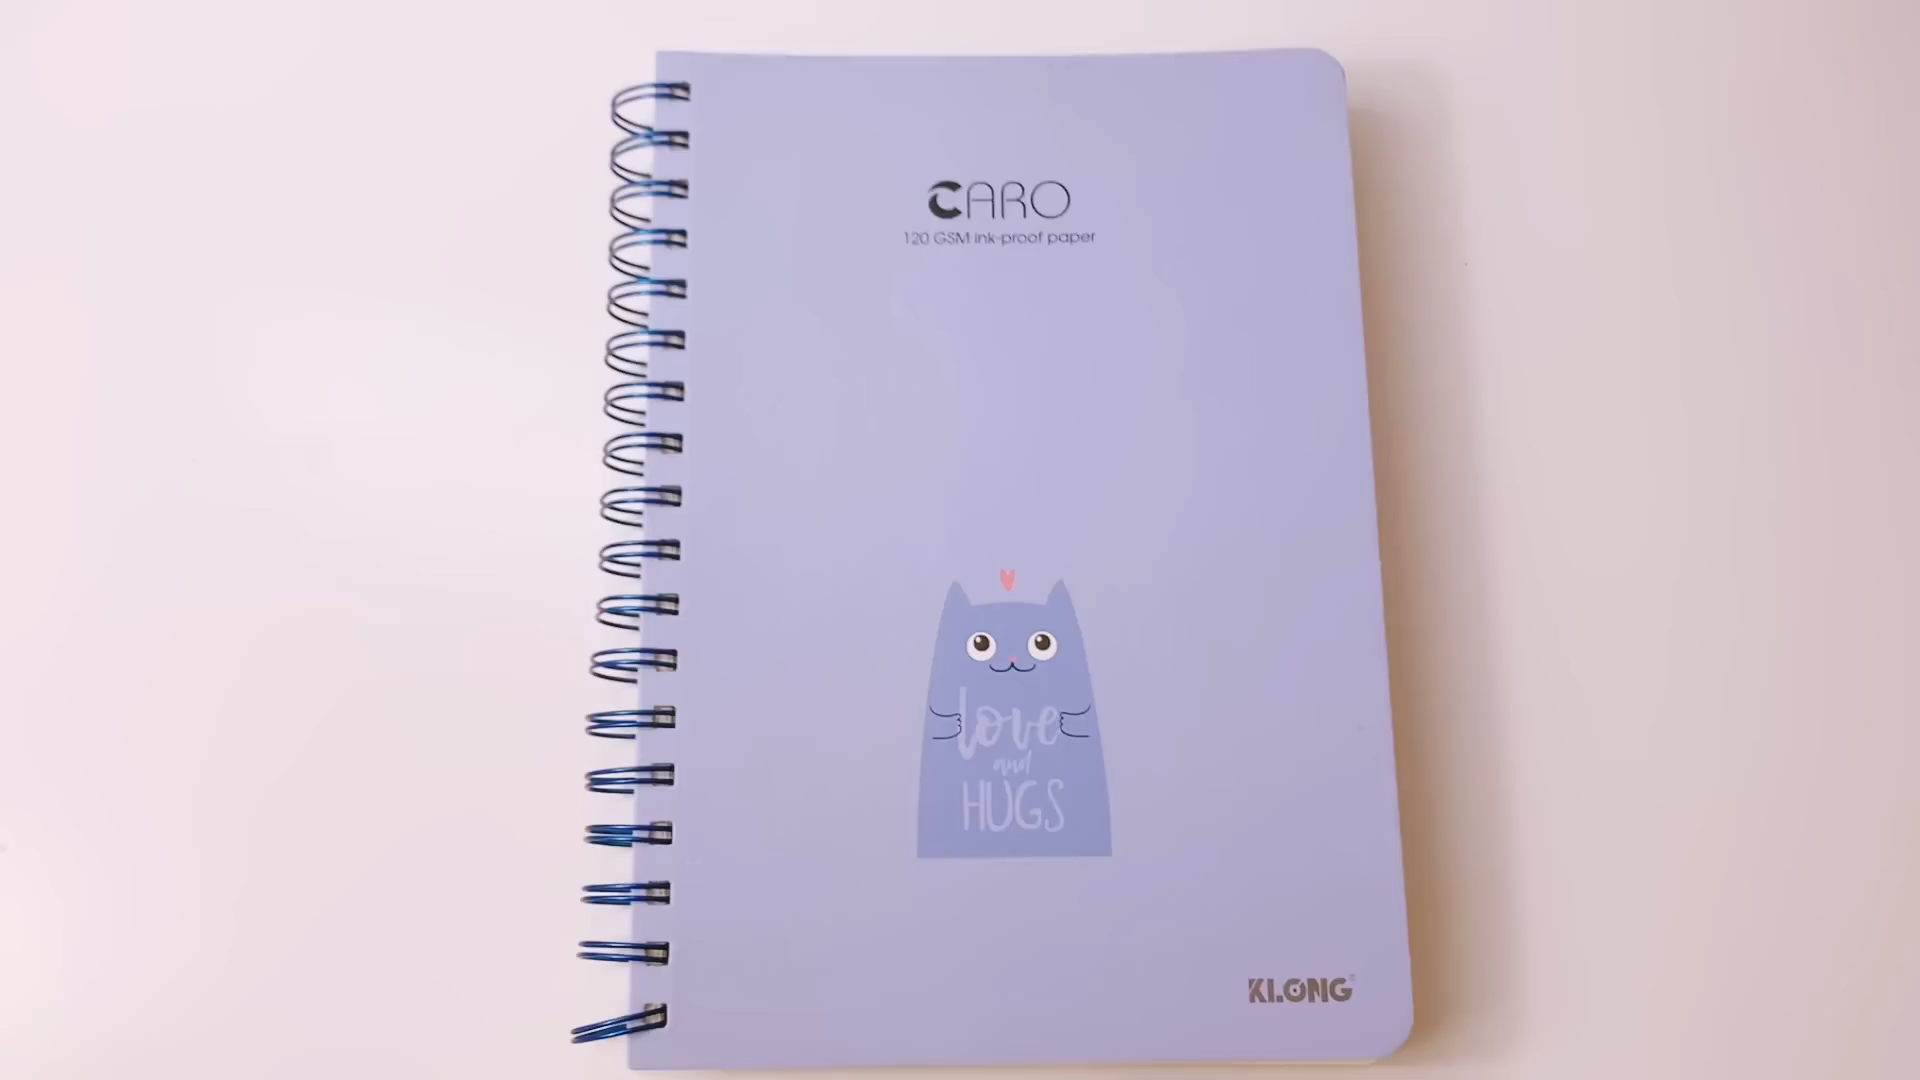 CARO
120 GSM ink-proof paper
love
and
HUGS
KLONG